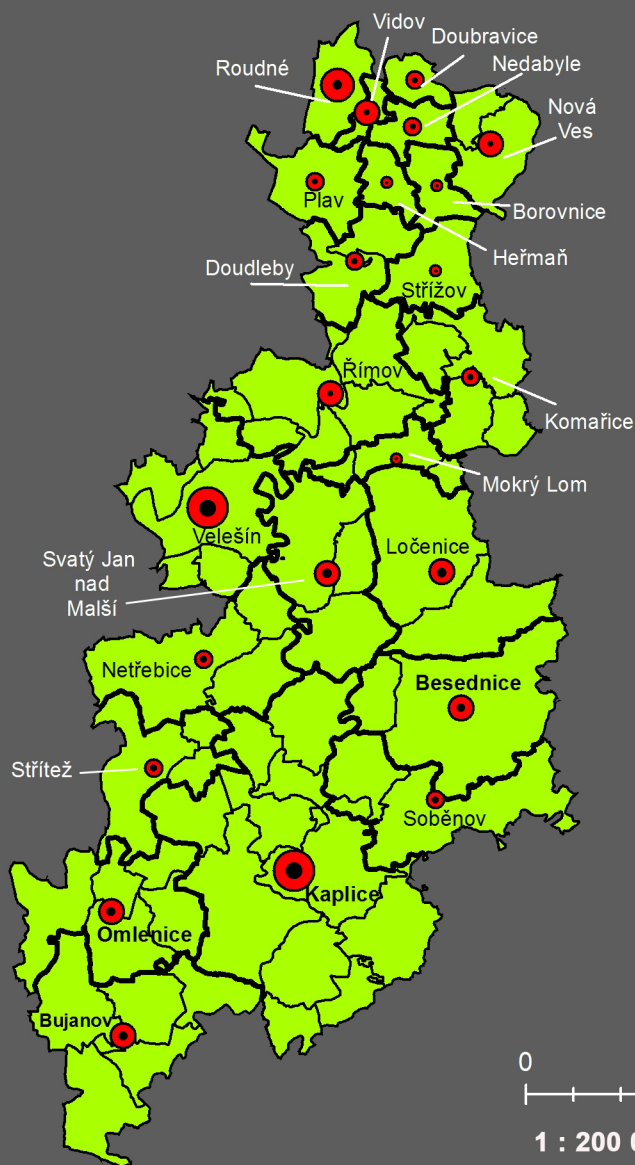 Vidov
Doubravice
Roudné
Nedabyle
Nová
Ves
Plav
Borovnice
Heřmaň
Doudleby
Střížov
Římov
Komařice
Mokrý Lom
Velešín
Ločenice
Svatý Jan
nad
Malší
Netřebice
Besednice
Střítež
Soběnov
Kaplice
Omlenice
Bujanov
0
1 : 200 0